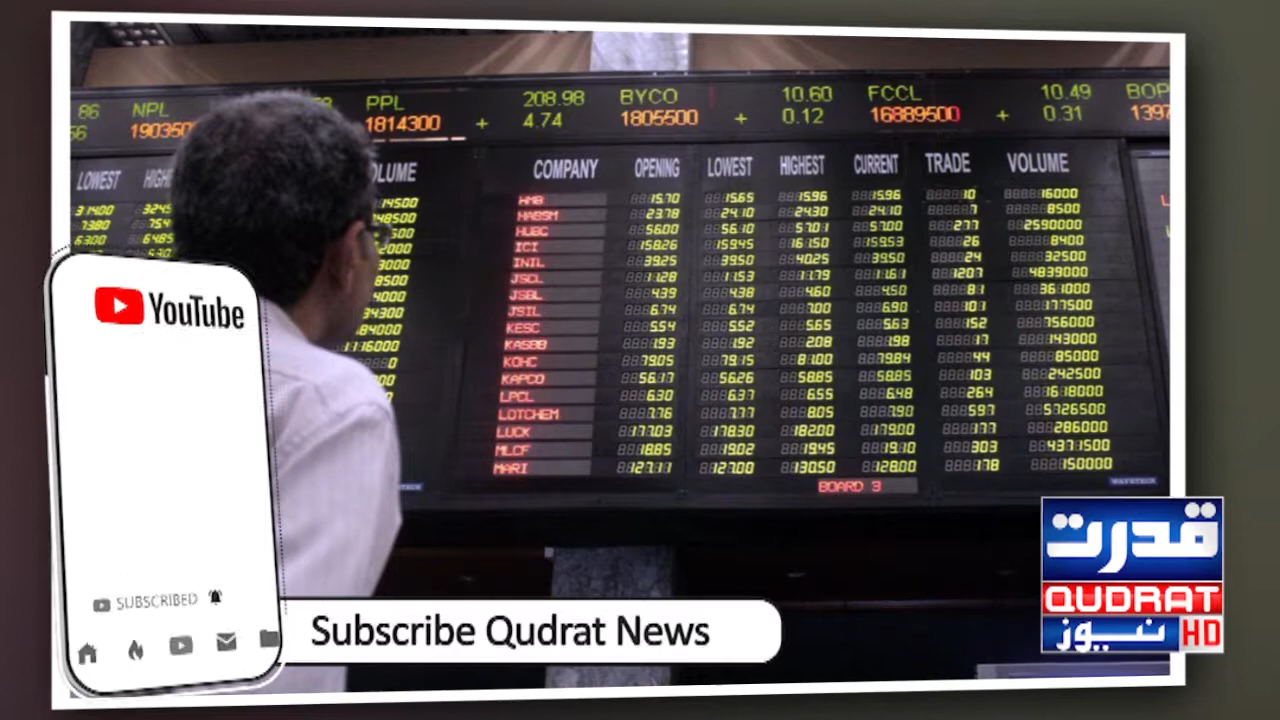 .86 NPL PPL 208.98 BYCO 10.60 FCCL 10.49 BOP
56 1814300 + 4.74 1805500 + 0.12 16889500 + 0.31
LOWEST COMPANY OPENING LOWEST HIGHEST CURRENT TRADE VOLUME
HMB 15.70 15.65 15.96 15.96 10 16000
HABSM 23.78 24.10 24.30 24.10 7 8500
HUBC 56.00 56.10 57.01 57.00 277 2590000
ICI 158.26 159.45 161.50 159.53 26 8400
INIL 39.25 39.50 40.25 39.50 24 32500
JSCL 11.28 11.53 11.79 11.61 1207 4839000
JSBL 4.39 4.38 4.60 4.50 81 361000
JSIL 6.74 6.74 7.00 6.90 101 177500
KESC 5.54 5.52 5.65 5.63 152 756000
KASBB 1.93 1.92 2.08 1.98 17 143000
KOHC 79.05 79.15 81.00 79.84 44 85000
KAPCO 56.17 56.26 58.85 58.85 103 242500
LPCL 6.30 6.37 6.55 6.48 264 1618000
LOTCHEM 7.76 7.77 8.05 7.90 597 5726500
LUCK 177.03 178.30 182.00 179.00 177 286000
MLCF 18.85 19.02 19.45 19.10 303 4371500
MARI 127.11 127.00 130.50 128.00 178 150000
BOARD 3
YouTube
SUBSCRIBED
Subscribe Qudrat News
قدرت
QUDRAT
نیوز HD